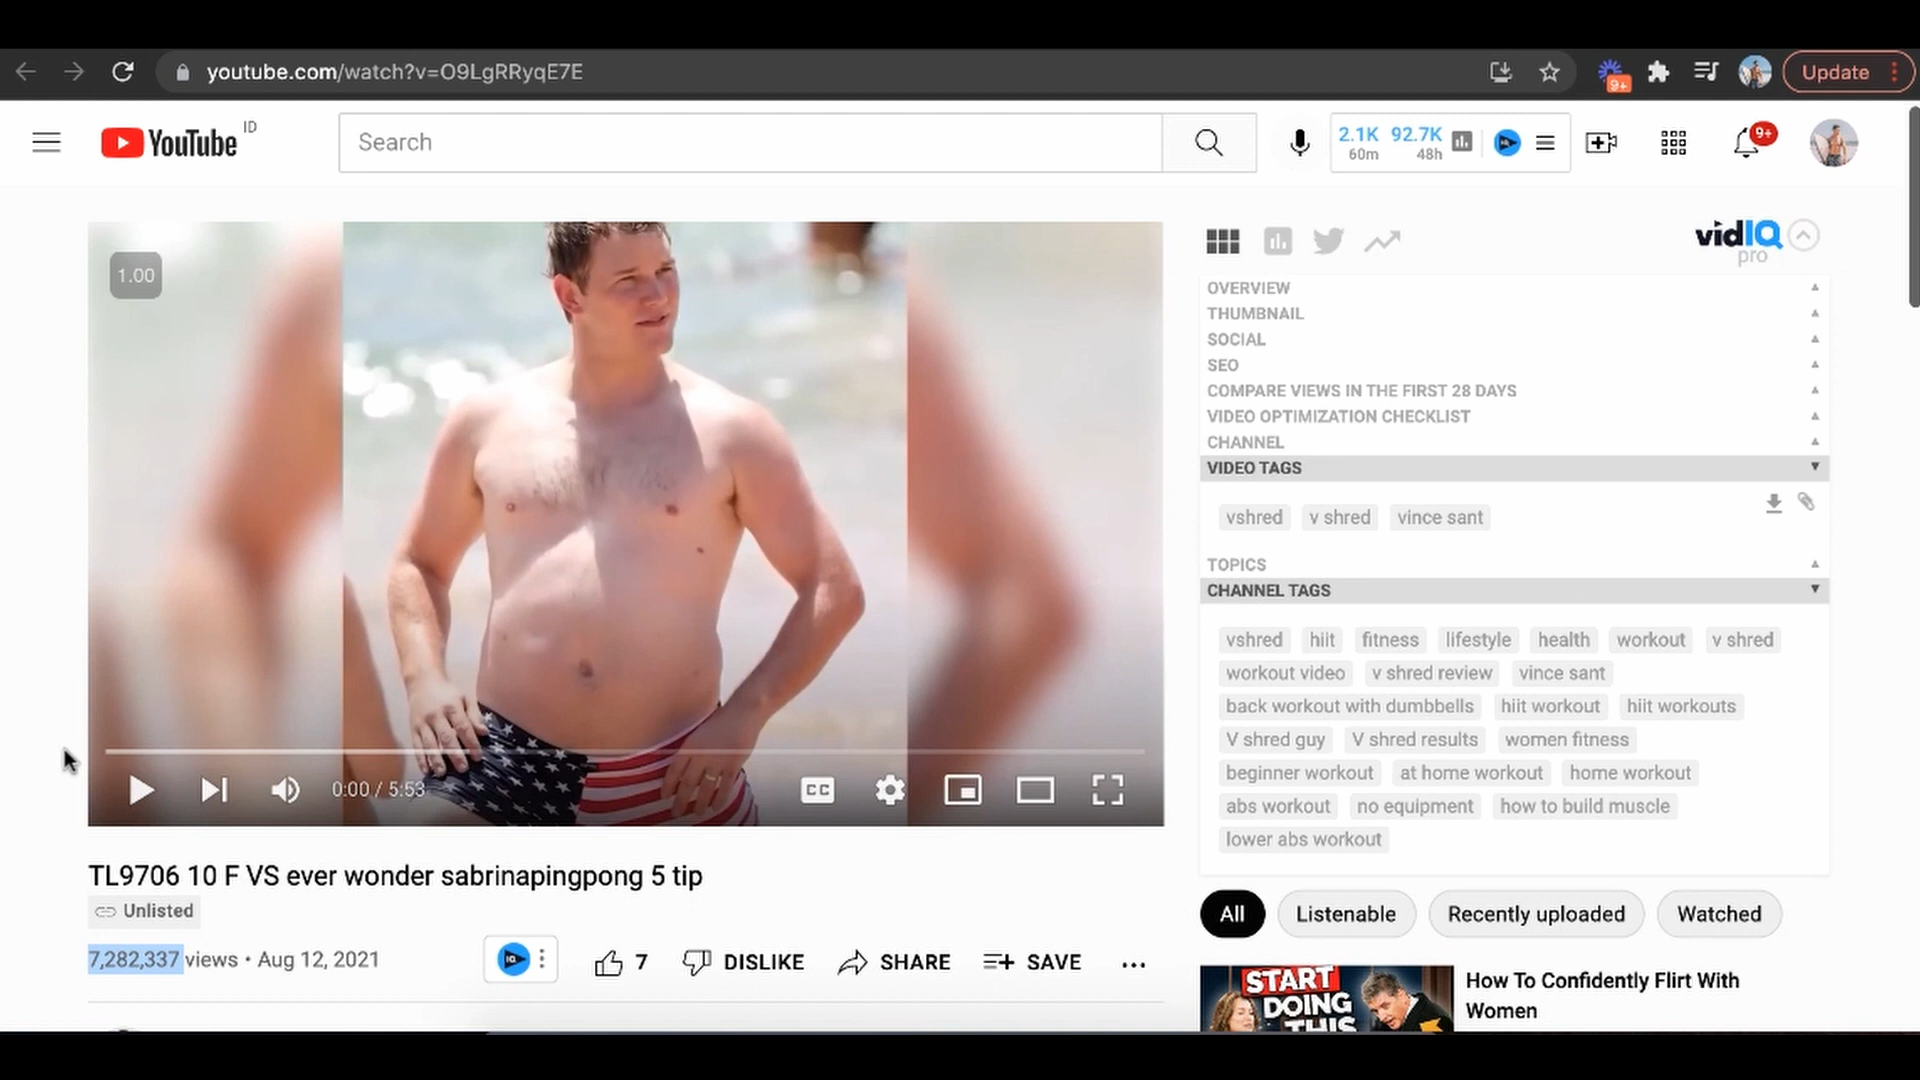 youtube.com/watch?v=O9LgRRyqE7E
9+
Update
YouTube ID
Search
2.1K 92.7K
60m 48h
9+
1.00
vidIQ
pro
OVERVIEW
THUMBNAIL
SOCIAL
SEO
COMPARE VIEWS IN THE FIRST 28 DAYS
VIDEO OPTIMIZATION CHECKLIST
CHANNEL
VIDEO TAGS
vshred v shred vince sant
TOPICS
CHANNEL TAGS
vshred hiit fitness lifestyle health workout v shred
workout video v shred review vince sant
back workout with dumbbells hiit workout hiit workouts
V shred guy V shred results women fitness
beginner workout at home workout home workout
abs workout no equipment how to build muscle
lower abs workout
0:00 / 5:53
CC
TL9706 10 F VS ever wonder sabrinapingpong 5 tip
Unlisted
7,282,337 views • Aug 12, 2021
IQ
7 DISLIKE SHARE SAVE
All Listenable Recently uploaded Watched
START
DOING
THIS
How To Confidently Flirt With
Women